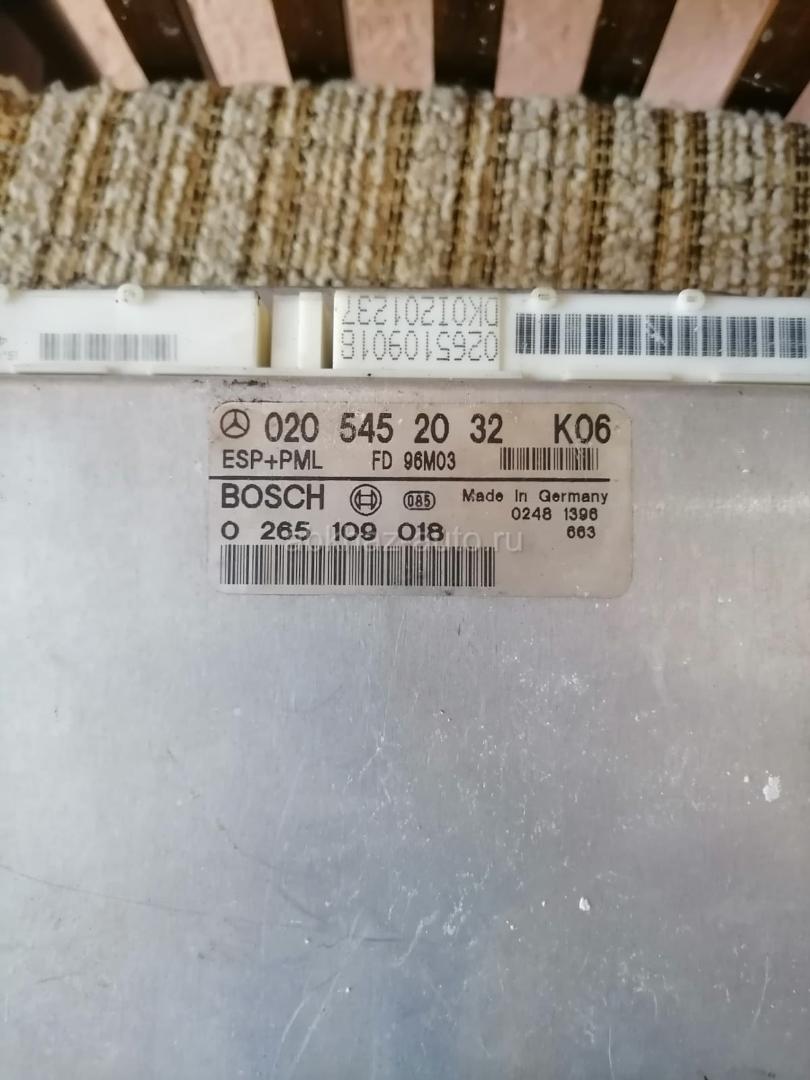 0265109018
DK01201237
020 545 20 32 K06
ESP+PML FD 96M03
BOSCH 085 Made In Germany
0248 1396
0 265 109 018 663